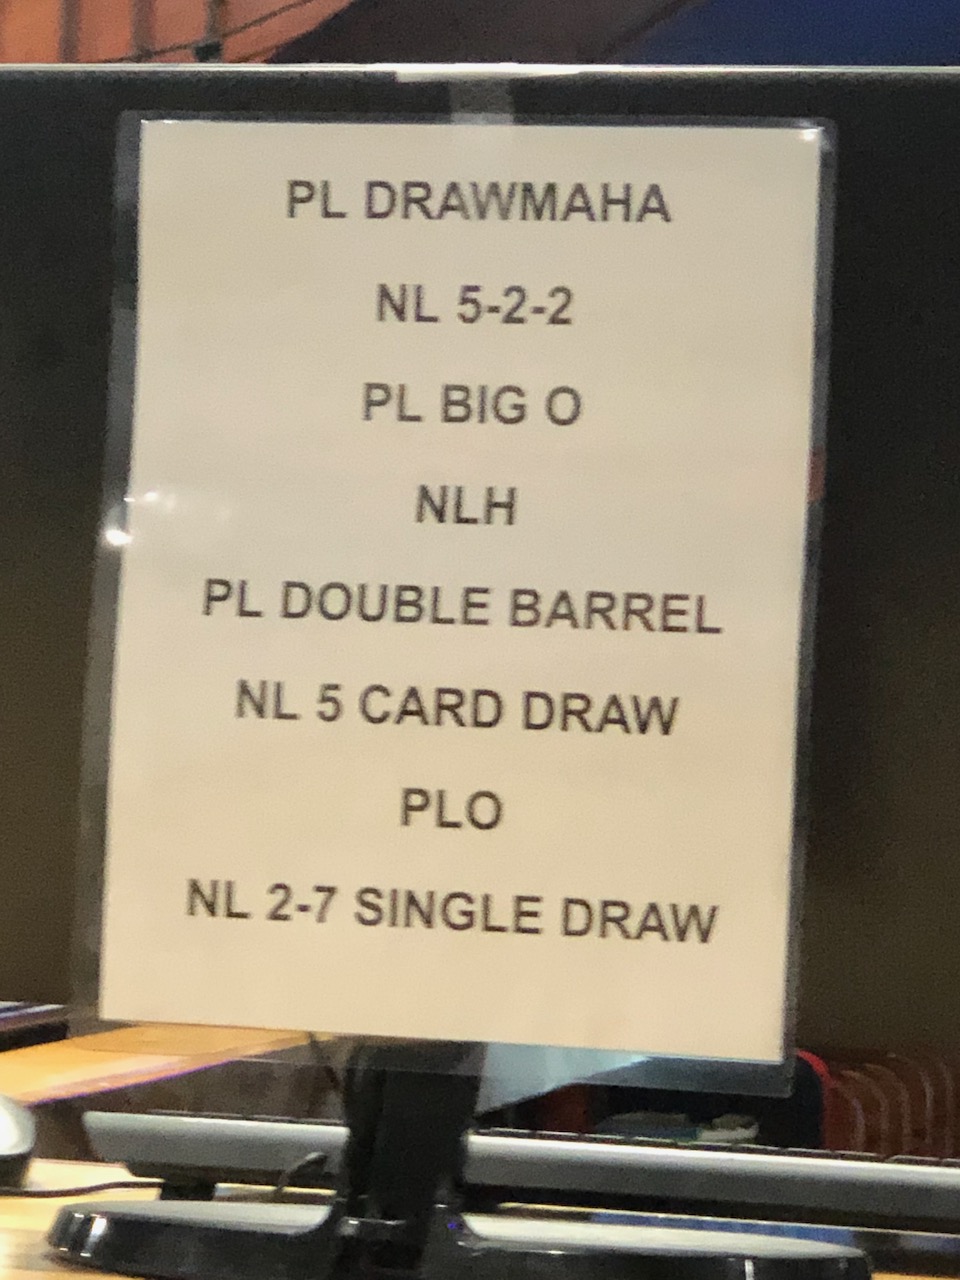 PL DRAWMAHA
NL 5-2-2
PL BIG O
NLH
PL DOUBLE BARREL
NL 5 CARD DRAW
PLO
NL 2-7 SINGLE DRAW